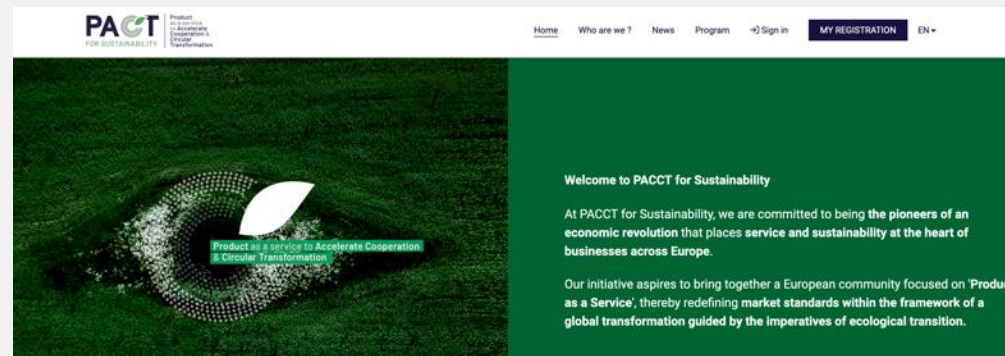 PACCT
FOR SUSTAINABILITY
Product
as a service
to Accelerate
Cooperation &
Circular
Transformation
Home Who are we ? News Program Sign in MY REGISTRATION EN
Product as a service to Accelerate Cooperation
& Circular Transformation
Welcome to PACCT for Sustainability
At PACCT for Sustainability, we are committed to being the pioneers of an
economic revolution that places service and sustainability at the heart of
businesses across Europe.
Our initiative aspires to bring together a European community focused on 'Produc
as a Service', thereby redefining market standards within the framework of a
global transformation guided by the imperatives of ecological transition.